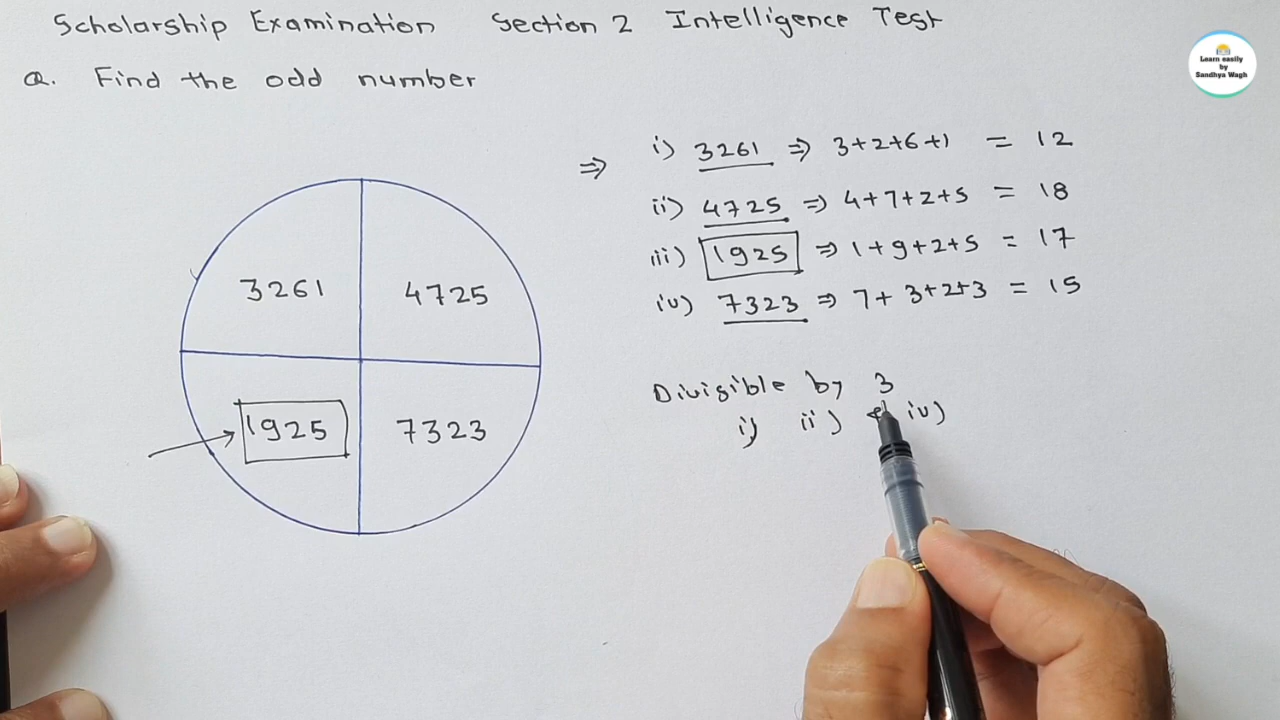 Scholarship Examination Section 2 Intelligence Test
Q. Find the odd number
3261
4725
1925
7323
⇒ i) 3261 ⇒ 3+2+6+1 = 12
ii) 4725 ⇒ 4+7+2+5 = 18
iii) 1925 ⇒ 1+9+2+5 = 17
iv) 7323 ⇒ 7+3+2+3 = 15
Divisible by 3
i) ii) iv)
Learn easily
by
Sandhya Wagh